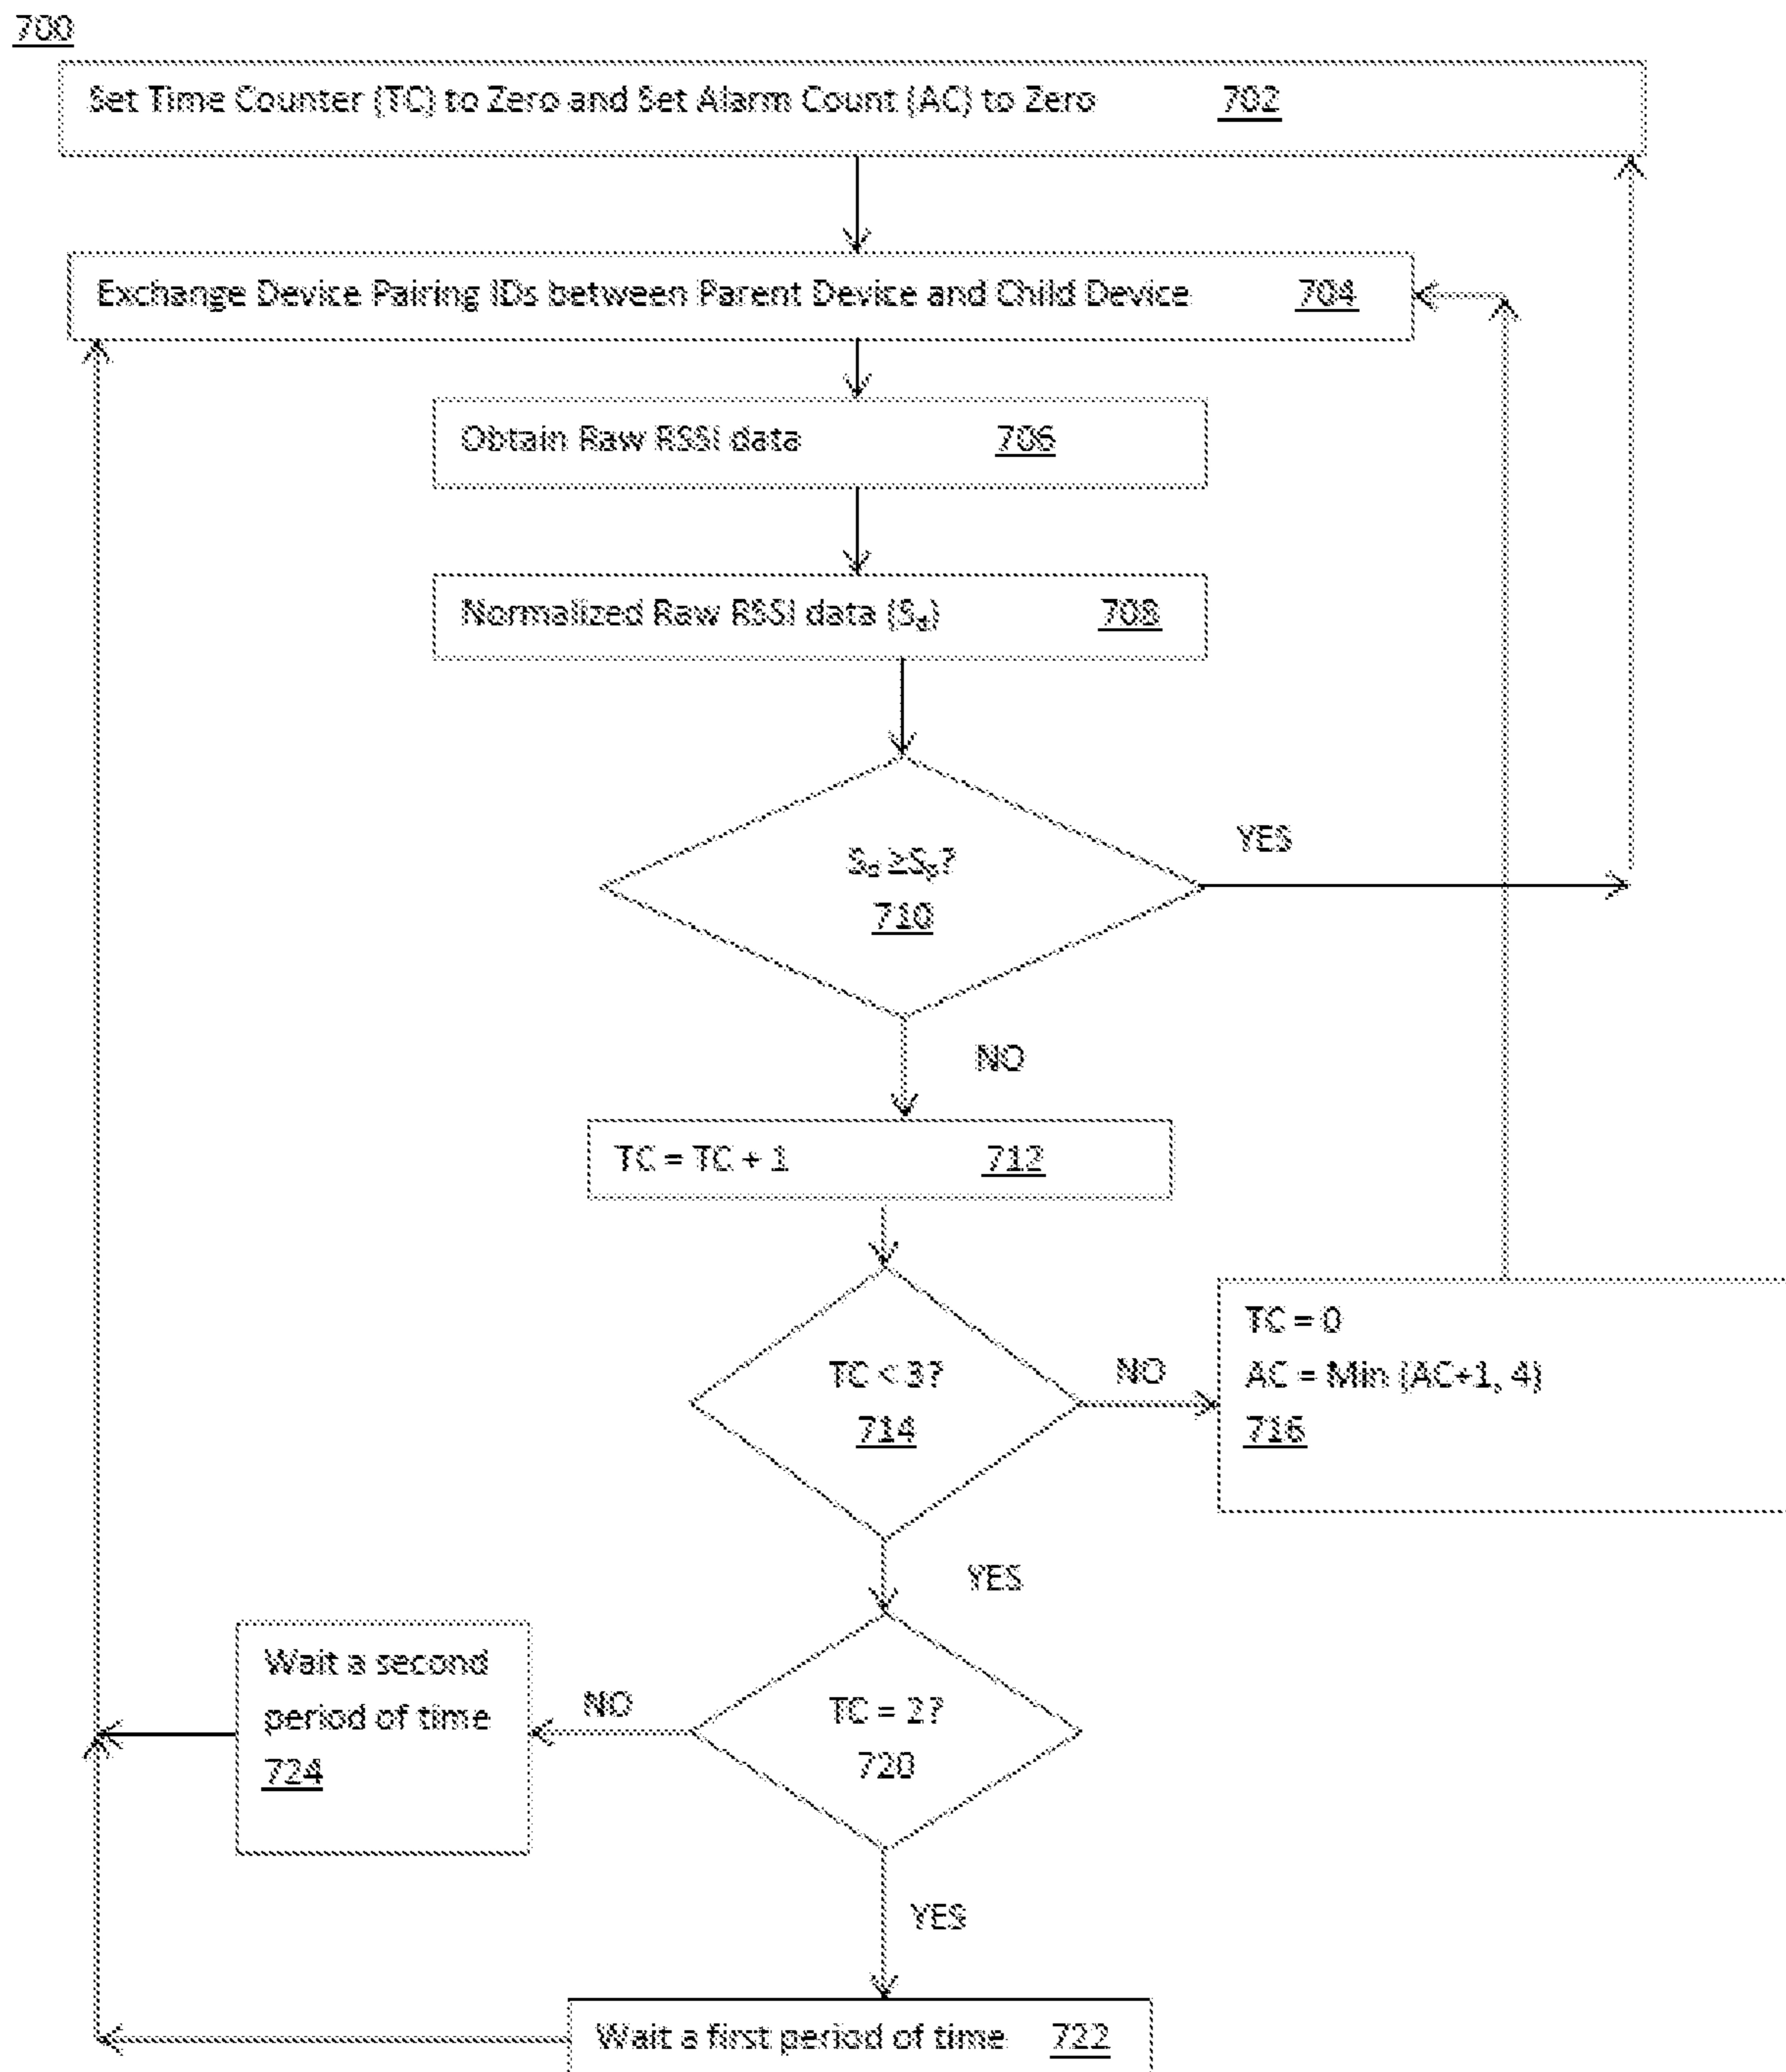 700
Set Time Counter (TC) to Zero and Set Alarm Count (AC) to Zero 702
Exchange Device Pairing IDs between Parent Device and Child Device 704
Obtain Raw RSSI data 706
Normalized Raw RSSI data (Sd) 708
YES
710
NO
TC = TC + 1 712
TC < 3?
714
NO
TC = 0
AC = Min (AC+1, 4)
716
YES
TC = 2?
720
NO
Wait a second
period of time
724
YES
Wait a first period of time 722